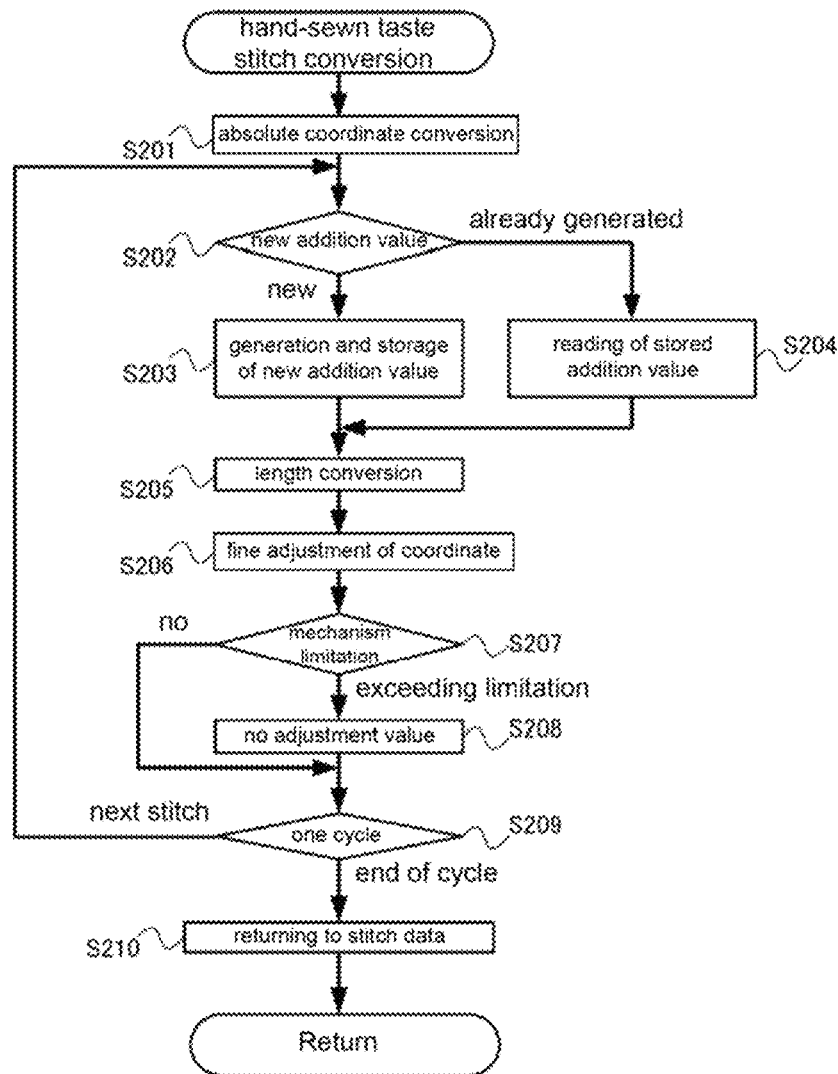 hand-sewn taste
stitch conversion
absolute coordinate conversion
S201
new addition value
already generated
S202
new
generation and storage
of new addition value
S203
reading of stored
addition value
S204
length conversion
S205
fine adjustment of coordinate
S206
no
mechanism
limitation
S207
exceeding limitation
no adjustment value
S208
next stitch
one cycle
S209
end of cycle
returning to stitch data
S210
Return